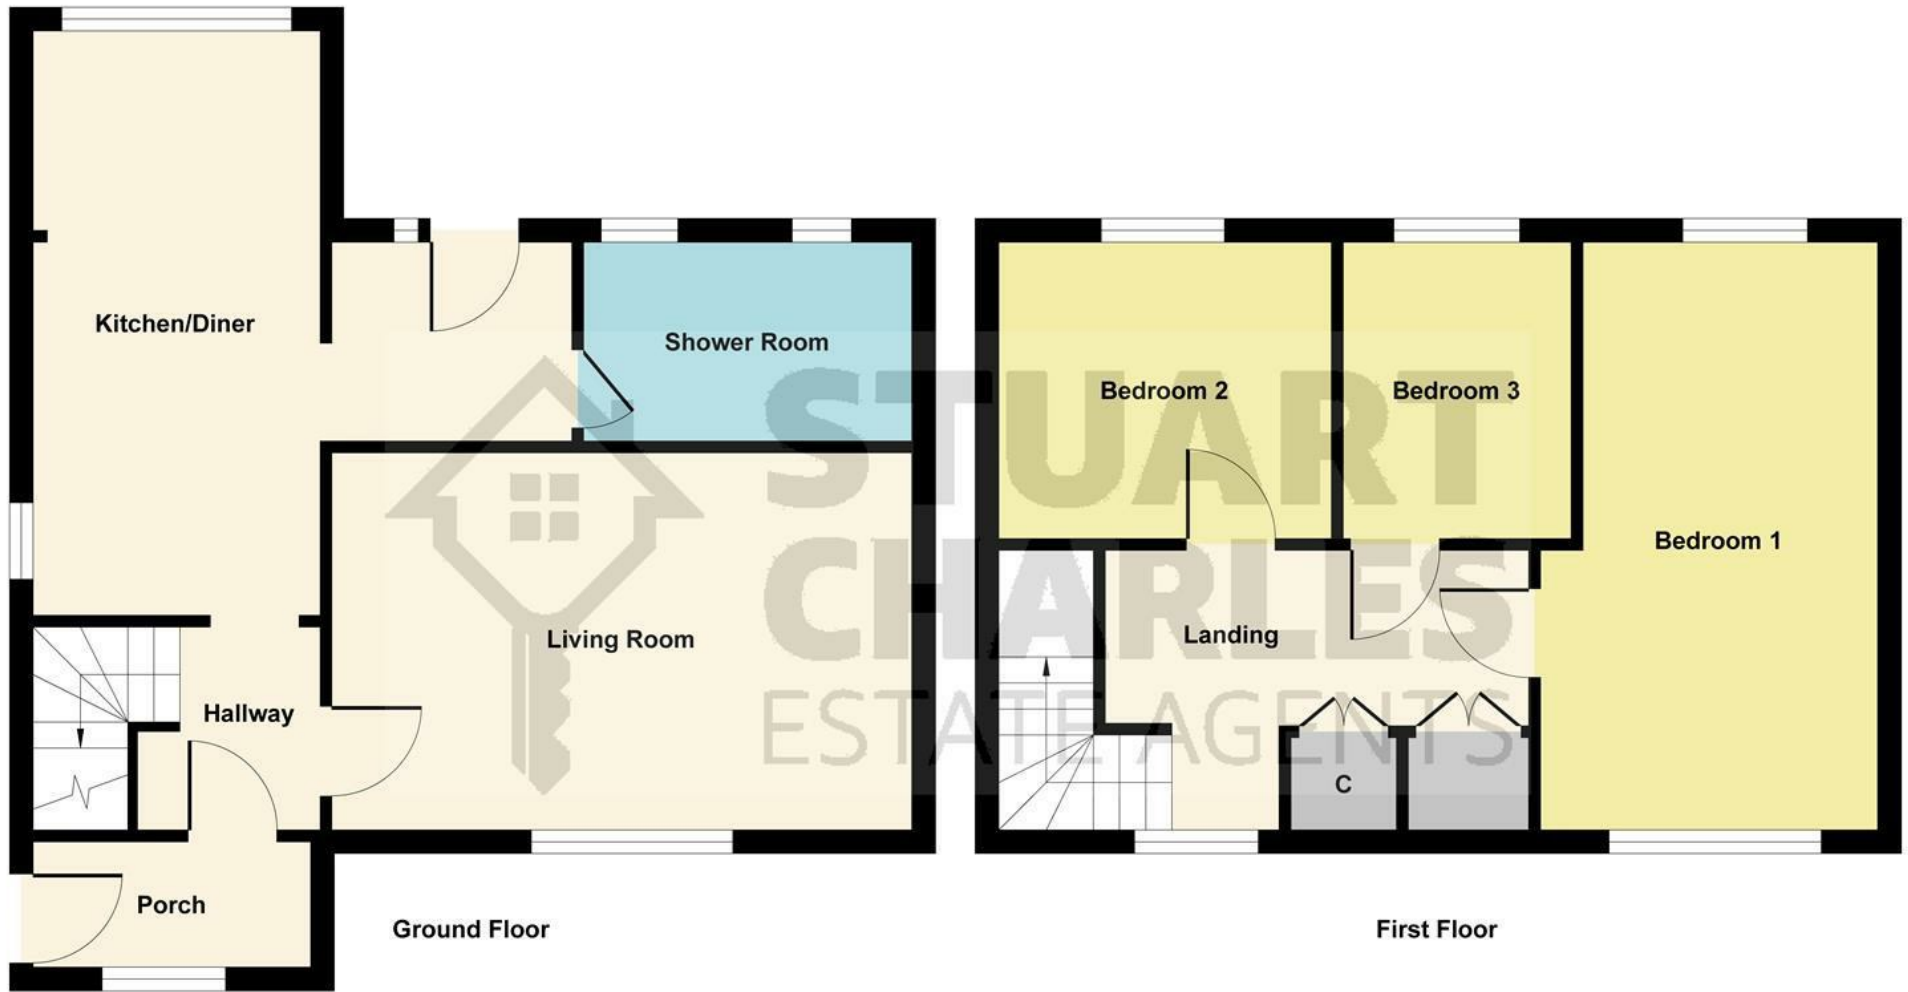 Kitchen/Diner
Shower Room
Living Room
Hallway
Porch
Ground Floor
Bedroom 2
Bedroom 3
Bedroom 1
Landing
C
First Floor
STUART
CHARLES
ESTATE AGENTS